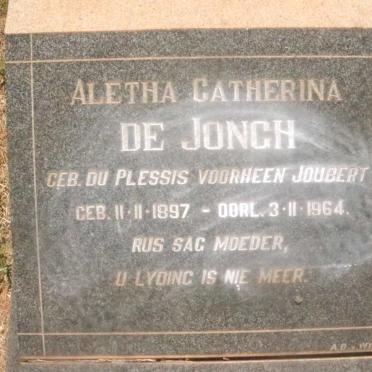 ALETHA CATHERINA
DE JONGH
GEB. DU PLESSIS VOORHEEN JOUBERT
GEB. 11·11·1897 - OORL. 3·11·1964.
RUS SAG MOEDER,
U LYDING IS NIE MEER.